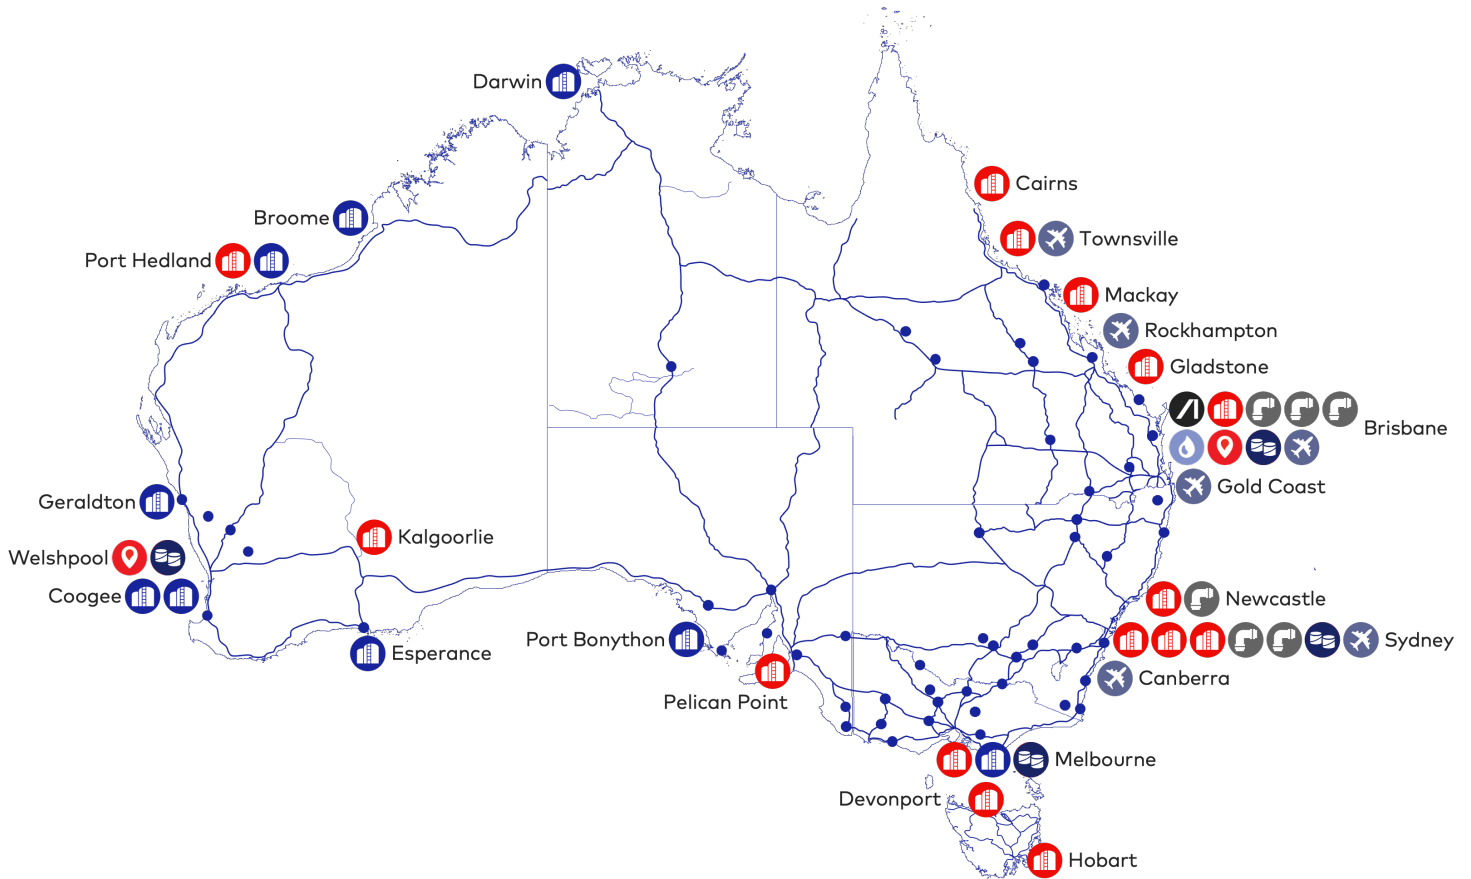 Darwin
Cairns
Broome
Townsville
Port Hedland
Mackay
Rockhampton
Gladstone
Brisbane
Gold Coast
Geraldton
Kalgoorlie
Welshpool
Coogee
Newcastle
Port Bonython
Sydney
Esperance
Canberra
Pelican Point
Melbourne
Devonport
Hobart